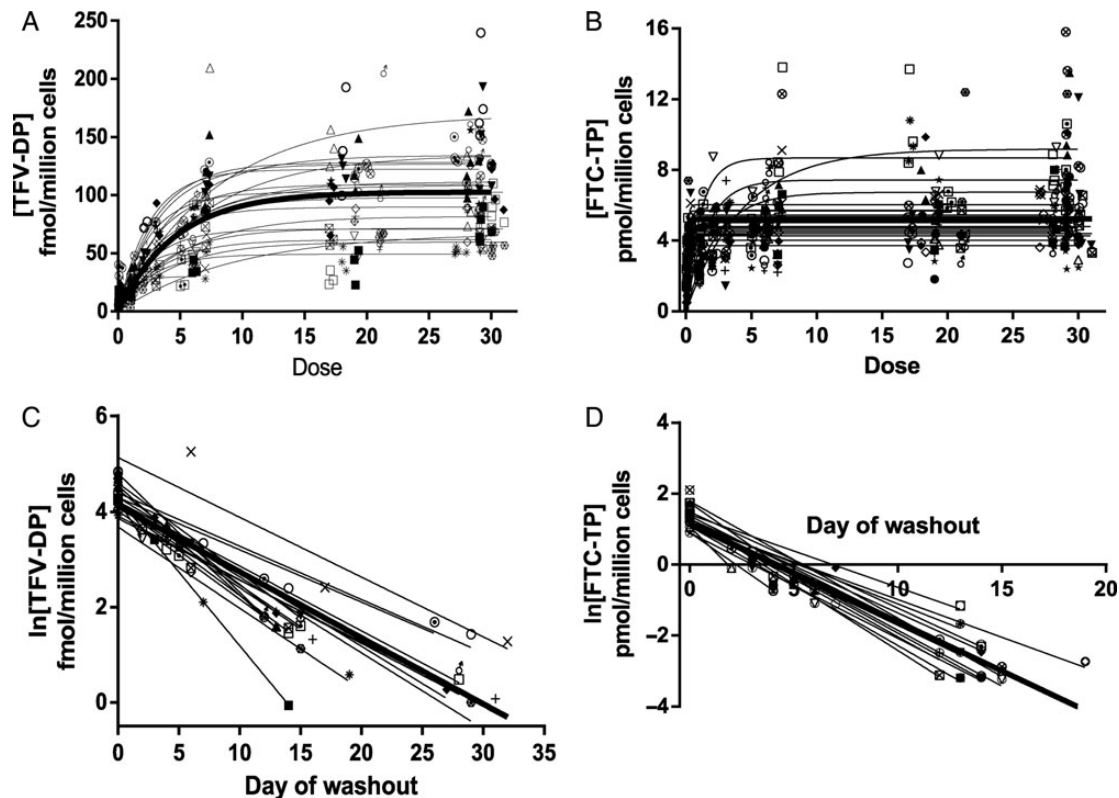 A
[TFV-DP]
fmol/million cells
250
200
150
100
50
0
0 5 10 15 20 25 30
Dose
B
[FTC-TP]
pmol/million cells
16
12
8
4
0
0 5 10 15 20 25 30
Dose
C
ln[TFV-DP]
fmol/million cells
6
4
2
0
0 5 10 15 20 25 30 35
Day of washout
D
ln[FTC-TP]
pmol/million cells
4
2
0
–2
–4
Day of washout
0 5 10 15 20